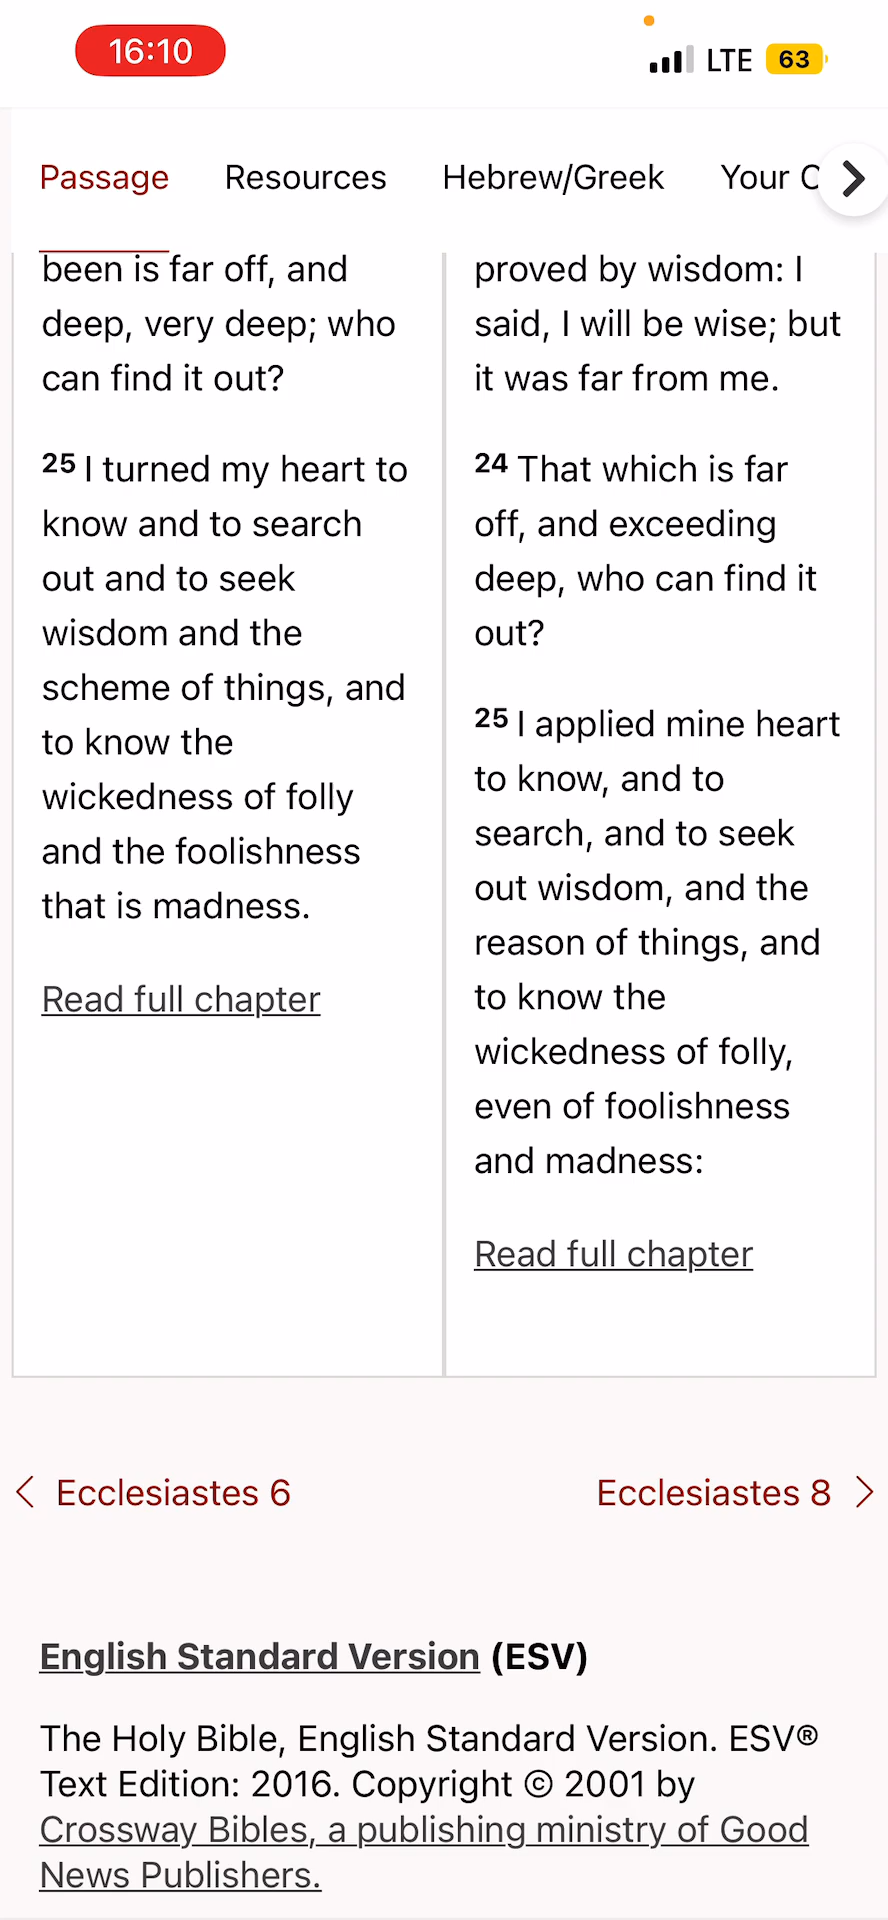 16:10
LTE 63
Passage Resources Hebrew/Greek Your
been is far off, and
deep, very deep; who
can find it out?
25 I turned my heart to
know and to search
out and to seek
wisdom and the
scheme of things, and
to know the
wickedness of folly
and the foolishness
that is madness.
Read full chapter
proved by wisdom: I
said, I will be wise; but
it was far from me.
24 That which is far
off, and exceeding
deep, who can find it
out?
25 I applied mine heart
to know, and to
search, and to seek
out wisdom, and the
reason of things, and
to know the
wickedness of folly,
even of foolishness
and madness:
Read full chapter
Ecclesiastes 6
Ecclesiastes 8
English Standard Version (ESV)
The Holy Bible, English Standard Version. ESV®
Text Edition: 2016. Copyright © 2001 by
Crossway Bibles, a publishing ministry of Good
News Publishers.